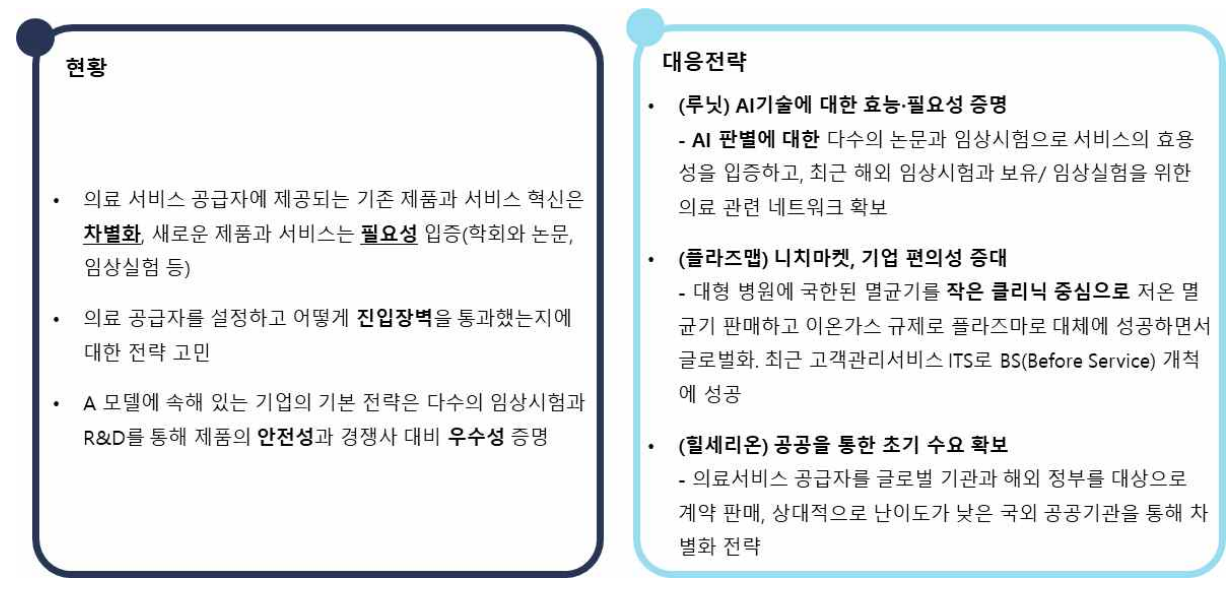 현황
• 의료 서비스 공급자에 제공되는 기존 제품과 서비스 혁신은
차별화, 새로운 제품과 서비스는 필요성 입증(학회와 논문,
임상실험 등)
• 의료 공급자를 설정하고 어떻게 진입장벽을 통과했는지에
대한 전략 고민
• A 모델에 속해 있는 기업의 기본 전략은 다수의 임상시험과
R&D를 통해 제품의 안전성과 경쟁사 대비 우수성 증명
대응전략
• (루닛) AI기술에 대한 효능·필요성 증명
- AI 판별에 대한 다수의 논문과 임상시험으로 서비스의 효용
성을 입증하고, 최근 해외 임상시험과 보유/ 임상실험을 위한
의료 관련 네트워크 확보
• (플라즈맵) 니치마켓, 기업 편의성 증대
- 대형 병원에 국한된 멸균기를 작은 클리닉 중심으로 저온 멸
균기 판매하고 이온가스 규제로 플라즈마로 대체에 성공하면서
글로벌화. 최근 고객관리서비스 ITS로 BS(Before Service) 개척
에 성공
• (힐세리온) 공공을 통한 초기 수요 확보
- 의료서비스 공급자를 글로벌 기관과 해외 정부를 대상으로
계약 판매, 상대적으로 난이도가 낮은 국외 공공기관을 통해 차
별화 전략